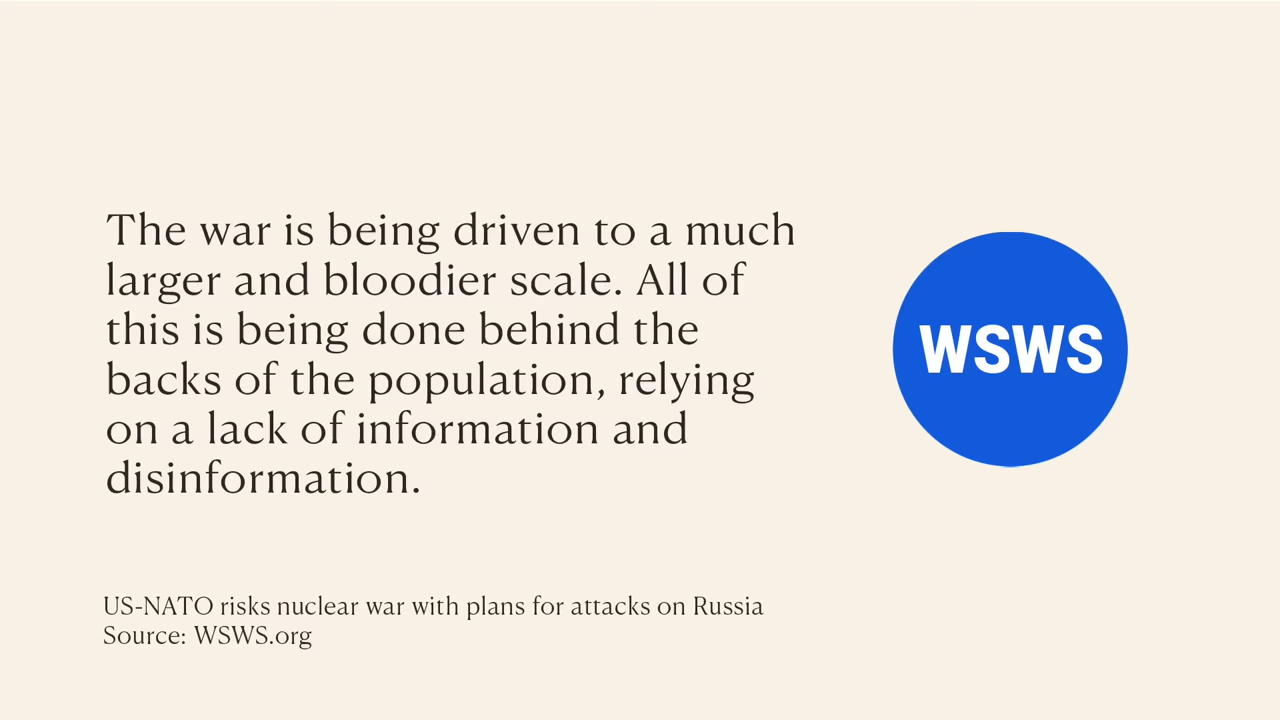 The war is being driven to a much
larger and bloodier scale. All of
this is being done behind the
backs of the population, relying
on a lack of information and
disinformation.
WSWS
US-NATO risks nuclear war with plans for attacks on Russia
Source: WSWS.org